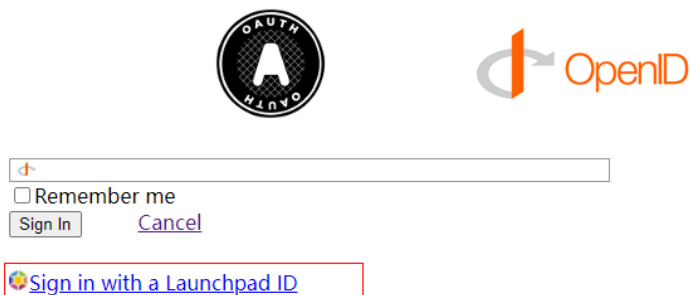 OAUTH
A
OAUTH
OpenID
Remember me
Sign In Cancel
Sign in with a Launchpad ID